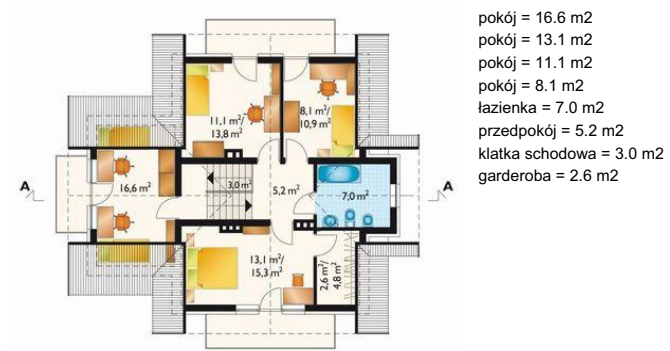 11,1 m²/
13,8 m²
8,1 m²/
10,9 m²
A
A
16,6 m²
3,0 m²
5,2 m²
7,0 m²
13,1 m²/
15,3 m²
2,6 m²/
4,8 m²
pokój = 16.6 m2
pokój = 13.1 m2
pokój = 11.1 m2
pokój = 8.1 m2
łazienka = 7.0 m2
przedpokój = 5.2 m2
klatka schodowa = 3.0 m2
garderoba = 2.6 m2